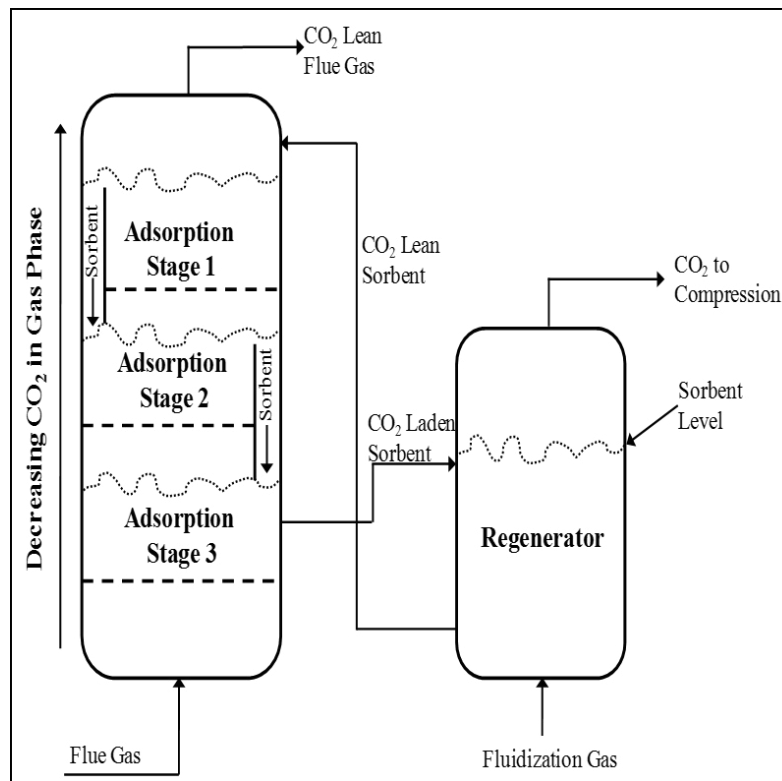 CO₂ Lean
Flue Gas
Decreasing CO₂ in Gas Phase
Sorbent
Adsorption
Stage 1
CO₂ Lean
Sorbent
CO₂ to
Compression
Adsorption
Stage 2
Sorbent
CO₂ Laden
Sorbent
Sorbent
Level
Adsorption
Stage 3
Regenerator
Flue Gas
Fluidization Gas